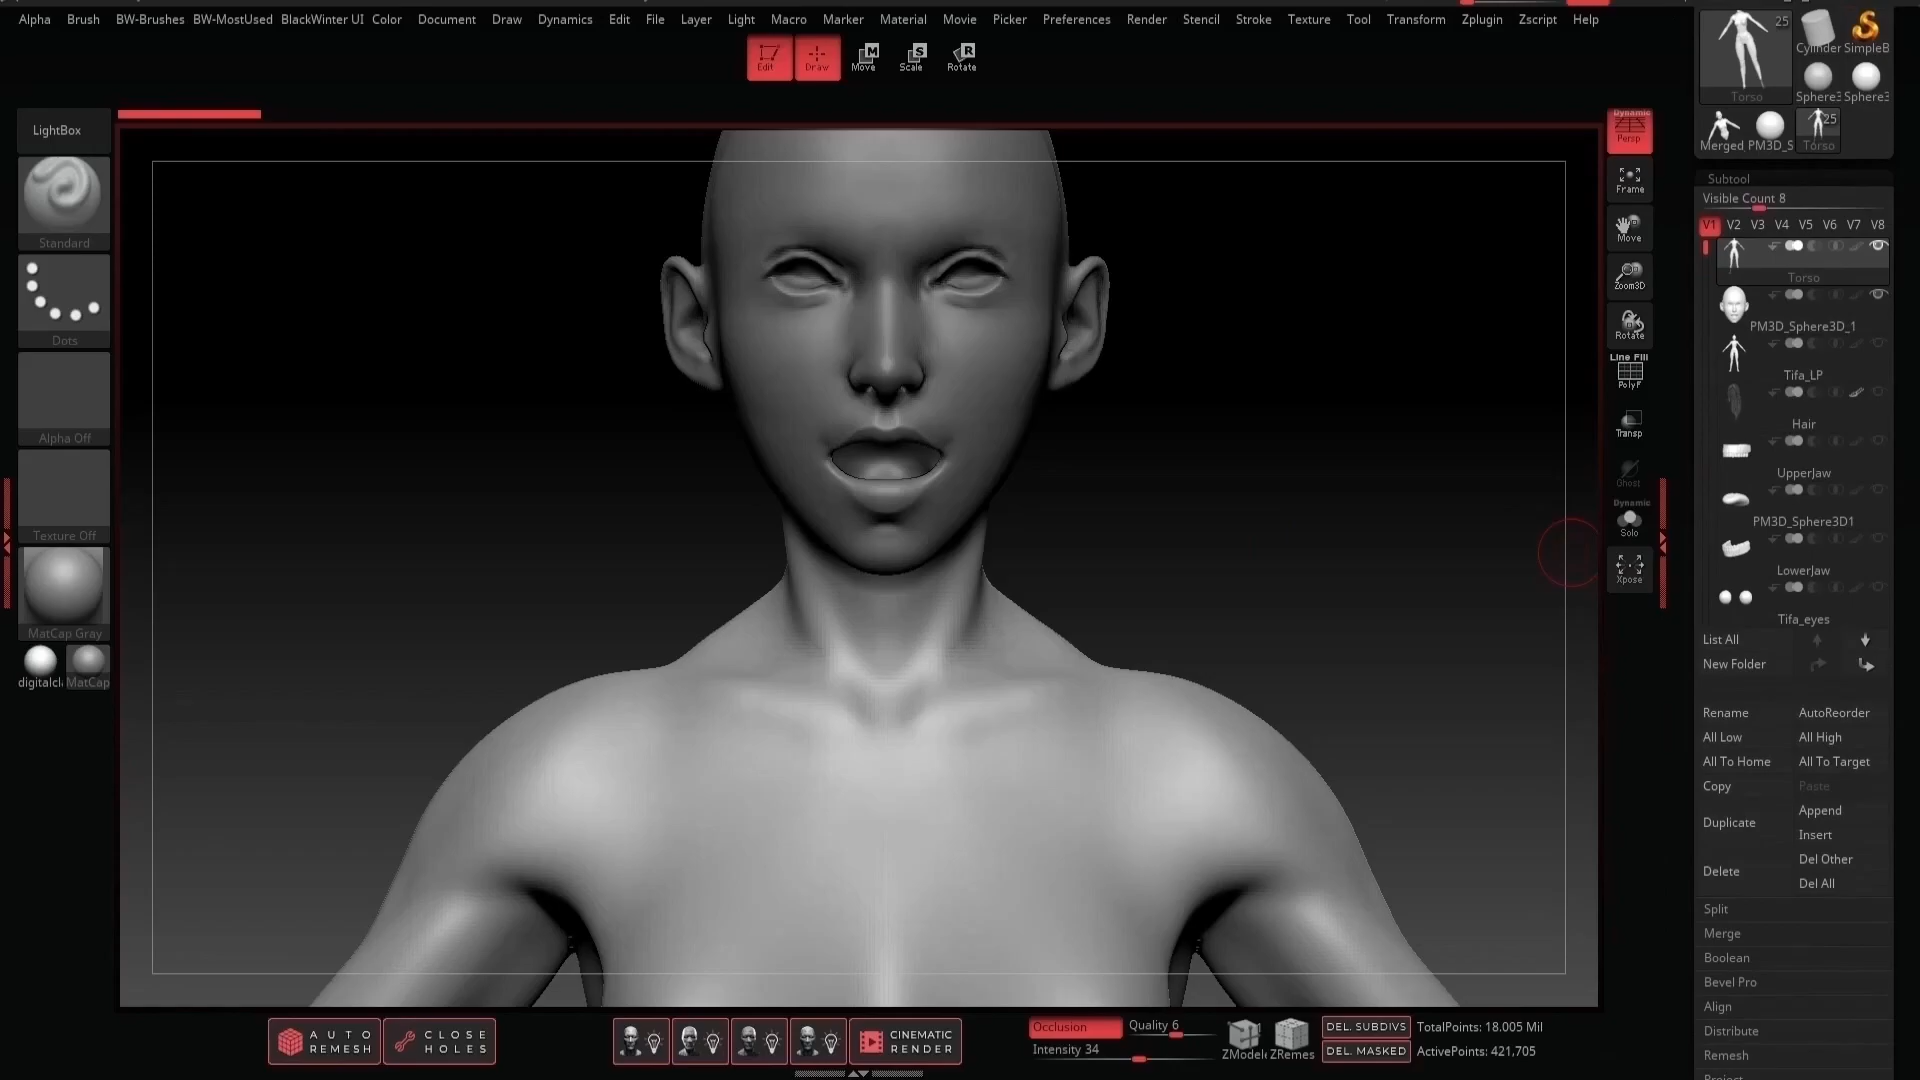 Alpha Brush BW-Brushes BW-MostUsed BlackWinter UI Color Document Draw Dynamics Edit File Layer Light Macro Marker Material Movie Picker Preferences Render Stencil Stroke Texture Tool Transform Zplugin Zscript Help
Edit Draw Move Scale Rotate
25
Torso
Cylinder SimpleB
Sphere3 Sphere3
25
Merged PM3D_S Torso
LightBox
Standard
Dots
Alpha Off
Texture Off
MatCap Gray
digitalcl MatCap
Dynamic
Persp
Frame
Move
Zoom3D
Rotate
Line Fill
PolyF
Transp
Ghost
Dynamic
Solo
Xpose
Subtool
Visible Count 8
V1 V2 V3 V4 V5 V6 V7 V8
Torso
PM3D_Sphere3D_1
Tifa_LP
Hair
UpperJaw
PM3D_Sphere3D1
LowerJaw
Tifa_eyes
List All
New Folder
Rename AutoReorder
All Low All High
All To Home All To Target
Copy Paste
Append
Duplicate
Insert
Del Other
Delete
Del All
Split
Merge
Boolean
Bevel Pro
Align
Distribute
Remesh
Project
AUTO REMESH
CLOSE HOLES
CINEMATIC RENDER
Occlusion Quality 6
Intensity 34
ZModel ZRemes
DEL. SUBDIVS TotalPoints: 18.005 Mil
DEL. MASKED ActivePoints: 421,705